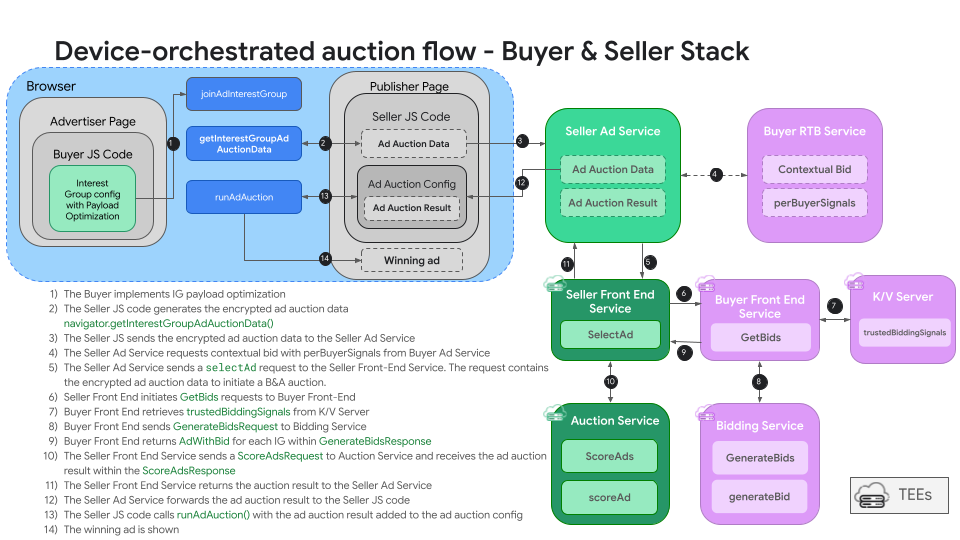 Device-orchestrated auction flow - Buyer & Seller Stack
Browser
Advertiser Page
Buyer JS Code
Interest
Group config
with Payload
Optimization
1
joinAdInterestGroup
getInterestGroupAd
AuctionData
runAdAuction
2
13
14
Publisher Page
Seller JS Code
Ad Auction Data
Ad Auction Config
Ad Auction Result
Winning ad
3
12
Seller Ad Service
Ad Auction Data
Ad Auction Result
4
Buyer RTB Service
Contextual Bid
perBuyerSignals
11
5
Seller Front End
Service
SelectAd
6
9
Buyer Front End
Service
GetBids
7
K/V Server
trustedBiddingSignals
10
8
Auction Service
ScoreAds
scoreAd
Bidding Service
GenerateBids
generateBid
TEEs
1) The Buyer implements IG payload optimization
2) The Seller JS code generates the encrypted ad auction data
navigator.getInterestGroupAdAuctionData()
3) The Seller JS sends the encrypted ad auction data to the Seller Ad Service
4) The Seller Ad Service requests contextual bid with perBuyerSignals from Buyer Ad Service
5) The Seller Ad Service sends a selectAd request to the Seller Front-End Service. The request contains
the encrypted ad auction data to initiate a B&A auction.
6) Seller Front End initiates GetBids requests to Buyer Front-End
7) Buyer Front End retrieves trustedBiddingSignals from K/V Server
8) Buyer Front End sends GenerateBidsRequest to Bidding Service
9) Buyer Front End returns AdWithBid for each IG within GenerateBidsResponse
10) The Seller Front End Service sends a ScoreAdsRequest to Auction Service and receives the ad auction
result within the ScoreAdsResponse
11) The Seller Front End Service returns the auction result to the Seller Ad Service
12) The Seller Ad Service forwards the ad auction result to the Seller JS code
13) The Seller JS code calls runAdAuction() with the ad auction result added to the ad auction config
14) The winning ad is shown